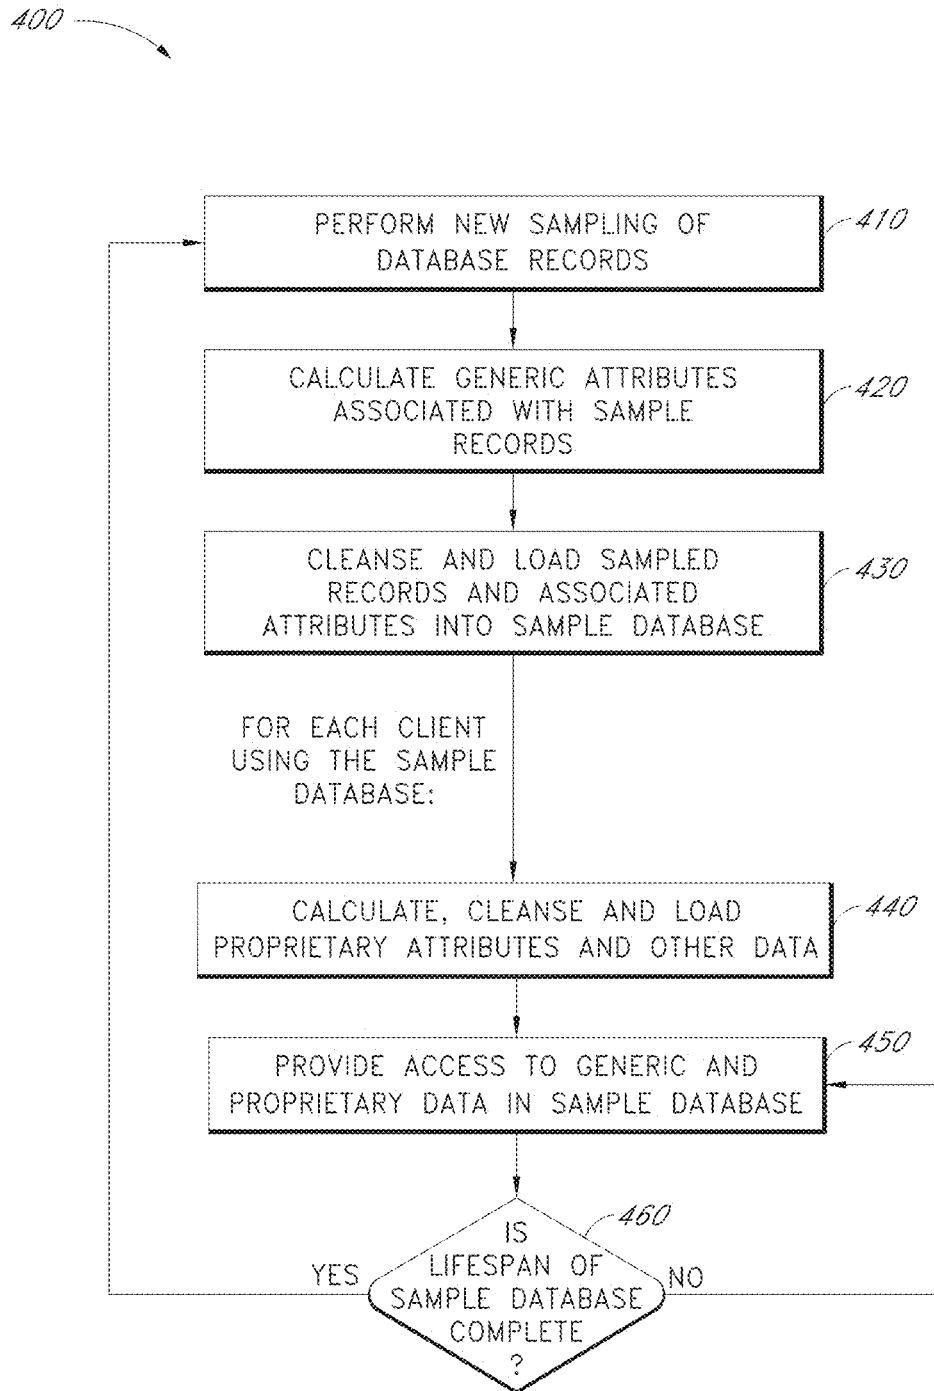 400
PERFORM NEW SAMPLING OF
DATABASE RECORDS
410
CALCULATE GENERIC ATTRIBUTES
ASSOCIATED WITH SAMPLE
RECORDS
420
CLEANSE AND LOAD SAMPLED
RECORDS AND ASSOCIATED
ATTRIBUTES INTO SAMPLE DATABASE
430
FOR EACH CLIENT
USING THE SAMPLE
DATABASE:
CALCULATE, CLEANSE AND LOAD
PROPRIETARY ATTRIBUTES AND OTHER DATA
440
PROVIDE ACCESS TO GENERIC AND
PROPRIETARY DATA IN SAMPLE DATABASE
450
IS
LIFESPAN OF
SAMPLE DATABASE
COMPLETE
?
460
YES
NO